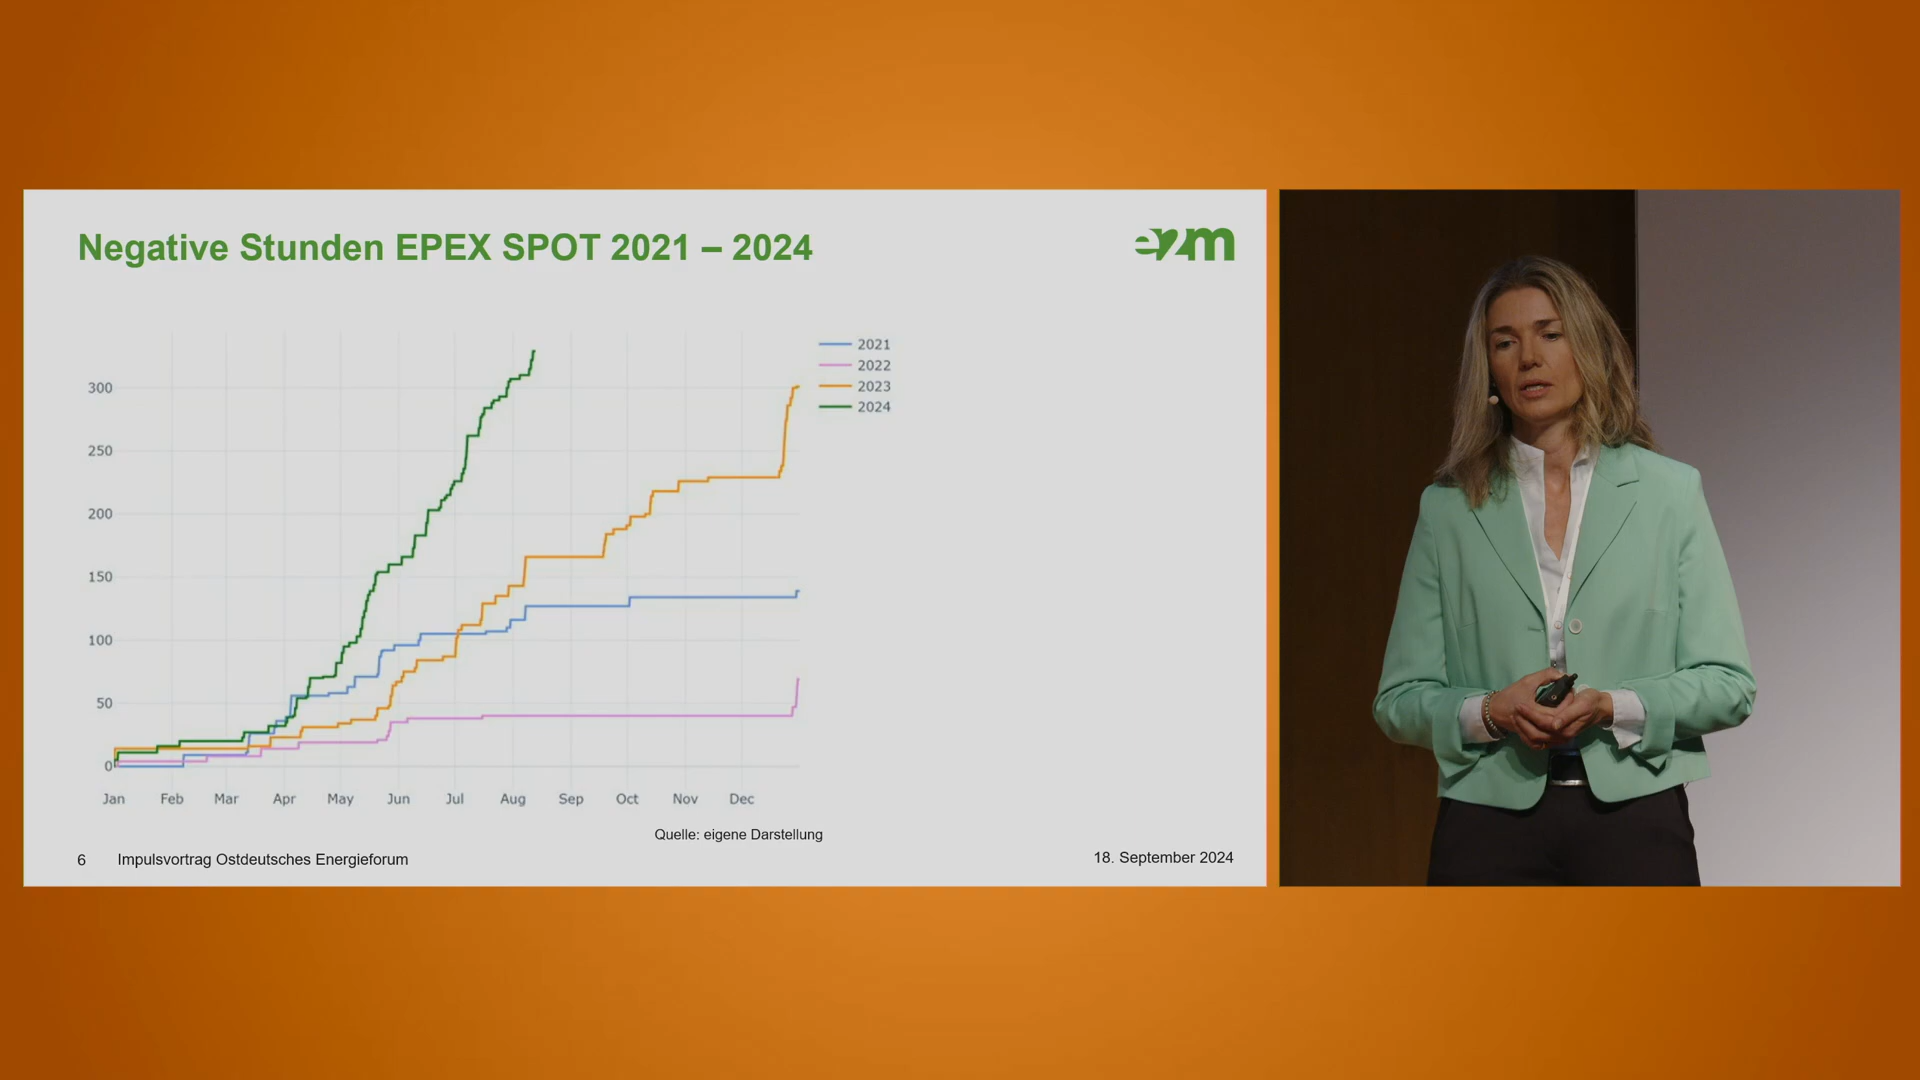 Negative Stunden EPEX SPOT 2021 – 2024
e2m
2021
2022
2023
2024
300
250
200
150
100
50
0
Jan Feb Mar Apr May Jun Jul Aug Sep Oct Nov Dec
Quelle: eigene Darstellung
6 Impulsvortrag Ostdeutsches Energieforum
18. September 2024